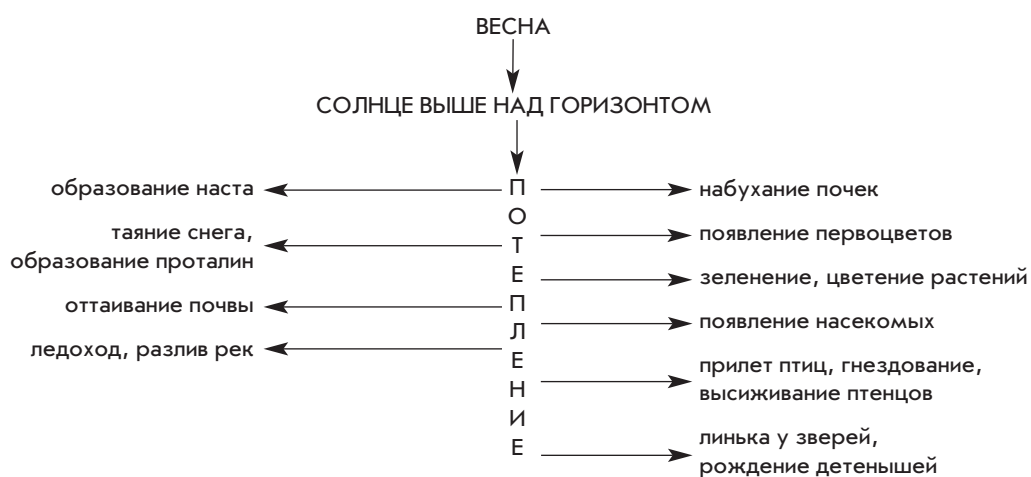 ВЕСНА
СОЛНЦЕ ВЫШЕ НАД ГОРИЗОНТОМ
ПОТЕПЛЕНИЕ
образование наста
таяние снега,
образование проталин
оттаивание почвы
ледоход, разлив рек
набухание почек
появление первоцветов
зеленение, цветение растений
появление насекомых
прилет птиц, гнездование,
высиживание птенцов
линька у зверей,
рождение детенышей